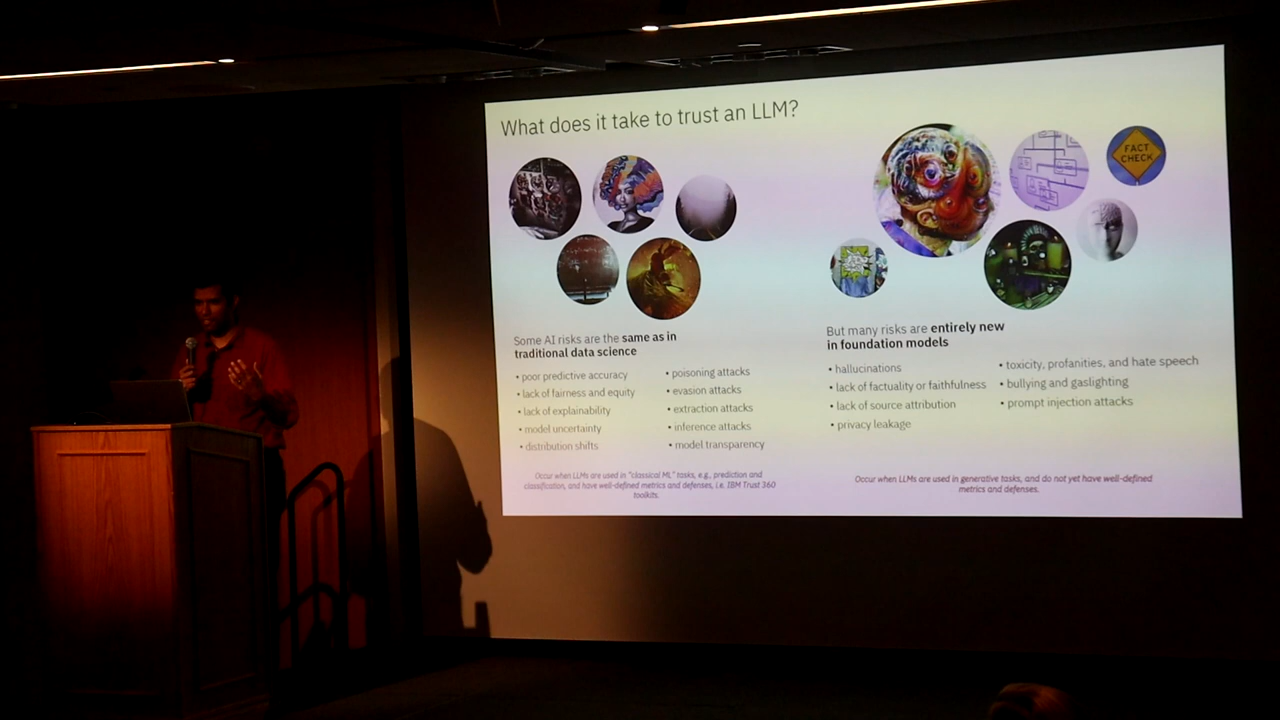 What does it take to trust an LLM?
FACT
CHECK
Some AI risks are the same as in
traditional data science
• poor predictive accuracy
• lack of fairness and equity
• lack of explainability
• model uncertainty
• distribution shifts
• poisoning attacks
• evasion attacks
• extraction attacks
• inference attacks
• model transparency
Occur when LLMs are used in "classical ML" tasks, e.g., prediction and
classification, and have well-defined metrics and defenses, i.e. IBM Trust 360
toolkits.
But many risks are entirely new
in foundation models
• hallucinations
• lack of factuality or faithfulness
• lack of source attribution
• privacy leakage
• toxicity, profanities, and hate speech
• bullying and gaslighting
• prompt injection attacks
Occur when LLMs are used in generative tasks, and do not yet have well-defined
metrics and defenses.